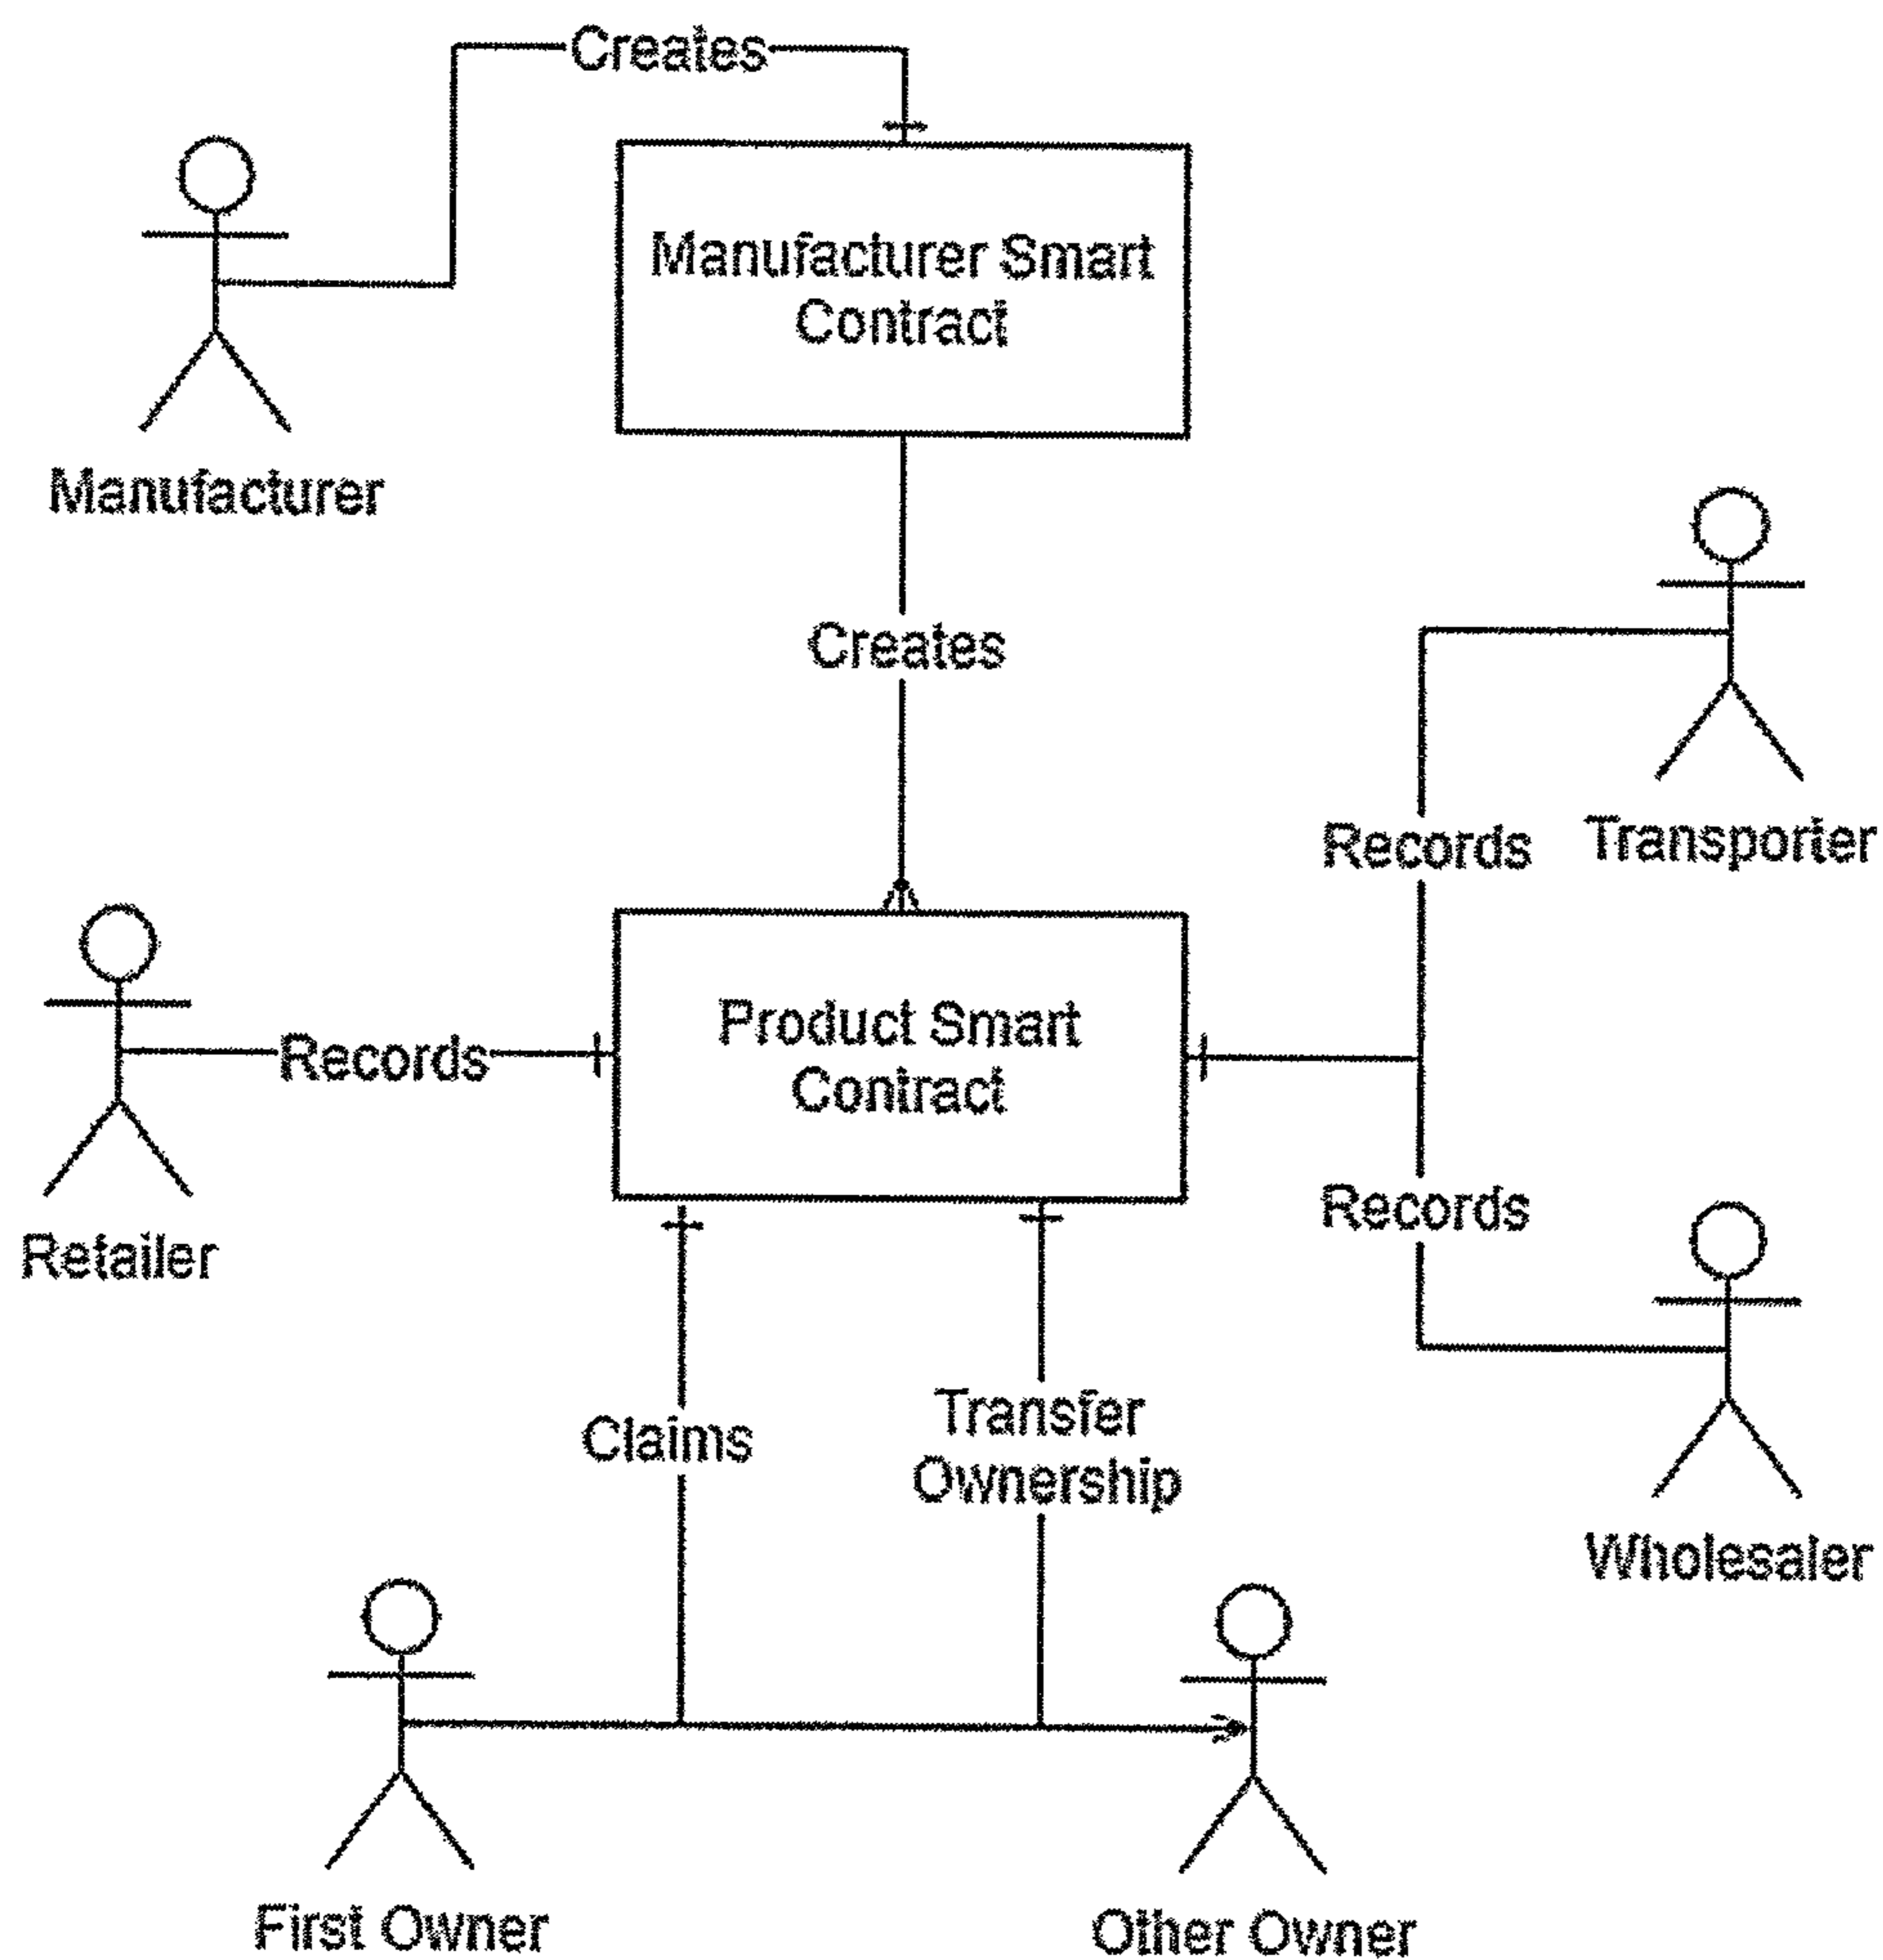 Creates
Manufacturer Smart
Contract
Manufacturer
Creates
Transporter
Records
Product Smart
Contract
Records
Retailer
Records
Claims
Transfer
Ownership
Wholesaler
First Owner
Other Owner